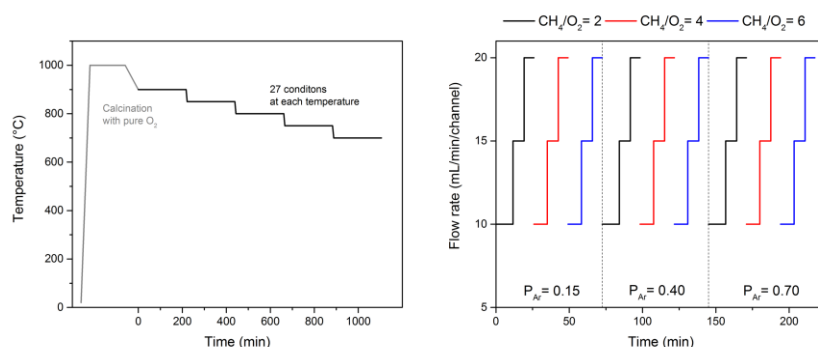 CH4/O2= 2 CH4/O2= 4 CH4/O2= 6
1000
800
600
400
200
0
Temperature (°C)
Calcination
with pure O2
27 conditons
at each temperature
0 200 400 600 800 1000
Time (min)
20
15
10
5
Flow rate (mL/min/channel)
PAr= 0.15 PAr= 0.40 PAr= 0.70
0 50 100 150 200
Time (min)